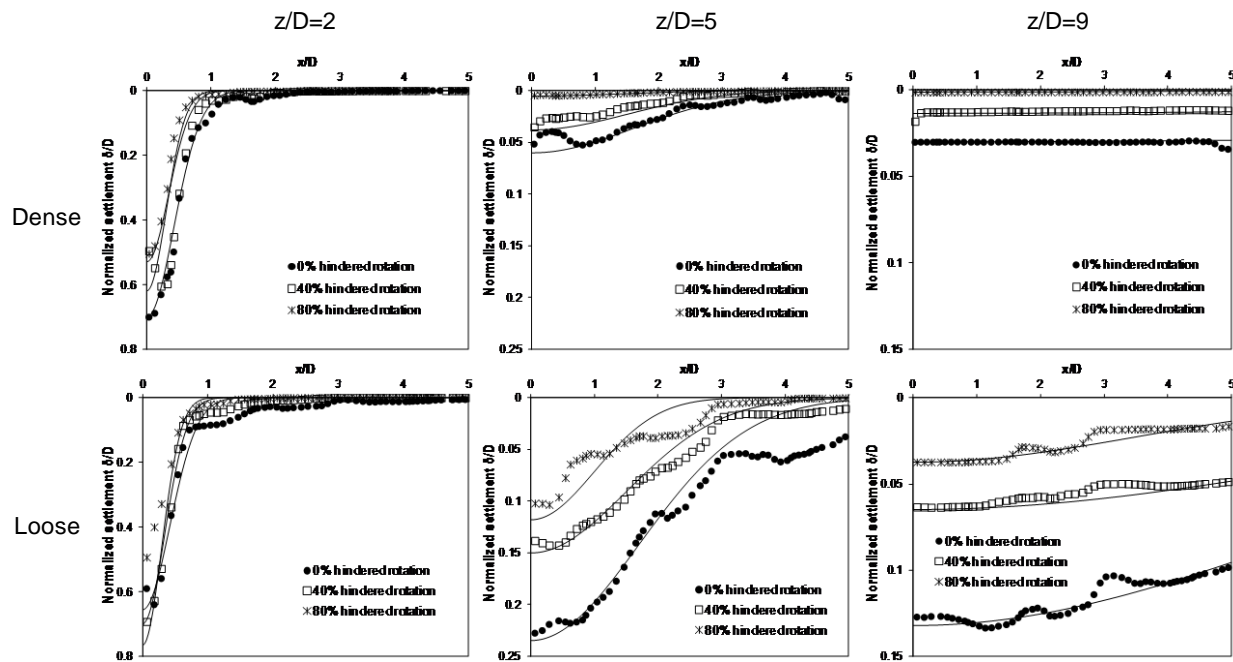 z/D=2 z/D=5 z/D=9
Dense
x/D
0 1 2 3 4 5
Normalized settlement δ/D
0
0.2
0.4
0.6
0.8
0% hindered rotation
40% hindered rotation
80% hindered rotation
x/D
0 1 2 3 4 5
Normalized settlement δ/D
0
0.05
0.1
0.15
0.2
0.25
0% hindered rotation
40% hindered rotation
80% hindered rotation
x/D
0 1 2 3 4 5
Normalized settlement δ/D
0
0.05
0.1
0.15
0% hindered rotation
40% hindered rotation
80% hindered rotation
Loose
x/D
0 1 2 3 4 5
Normalized settlement δ/D
0
0.2
0.4
0.6
0.8
0% hindered rotation
40% hindered rotation
80% hindered rotation
x/D
0 1 2 3 4 5
Normalized settlement δ/D
0
0.05
0.1
0.15
0.2
0.25
0% hindered rotation
40% hindered rotation
80% hindered rotation
x/D
0 1 2 3 4 5
Normalized settlement δ/D
0
0.05
0.1
0.15
0% hindered rotation
40% hindered rotation
80% hindered rotation